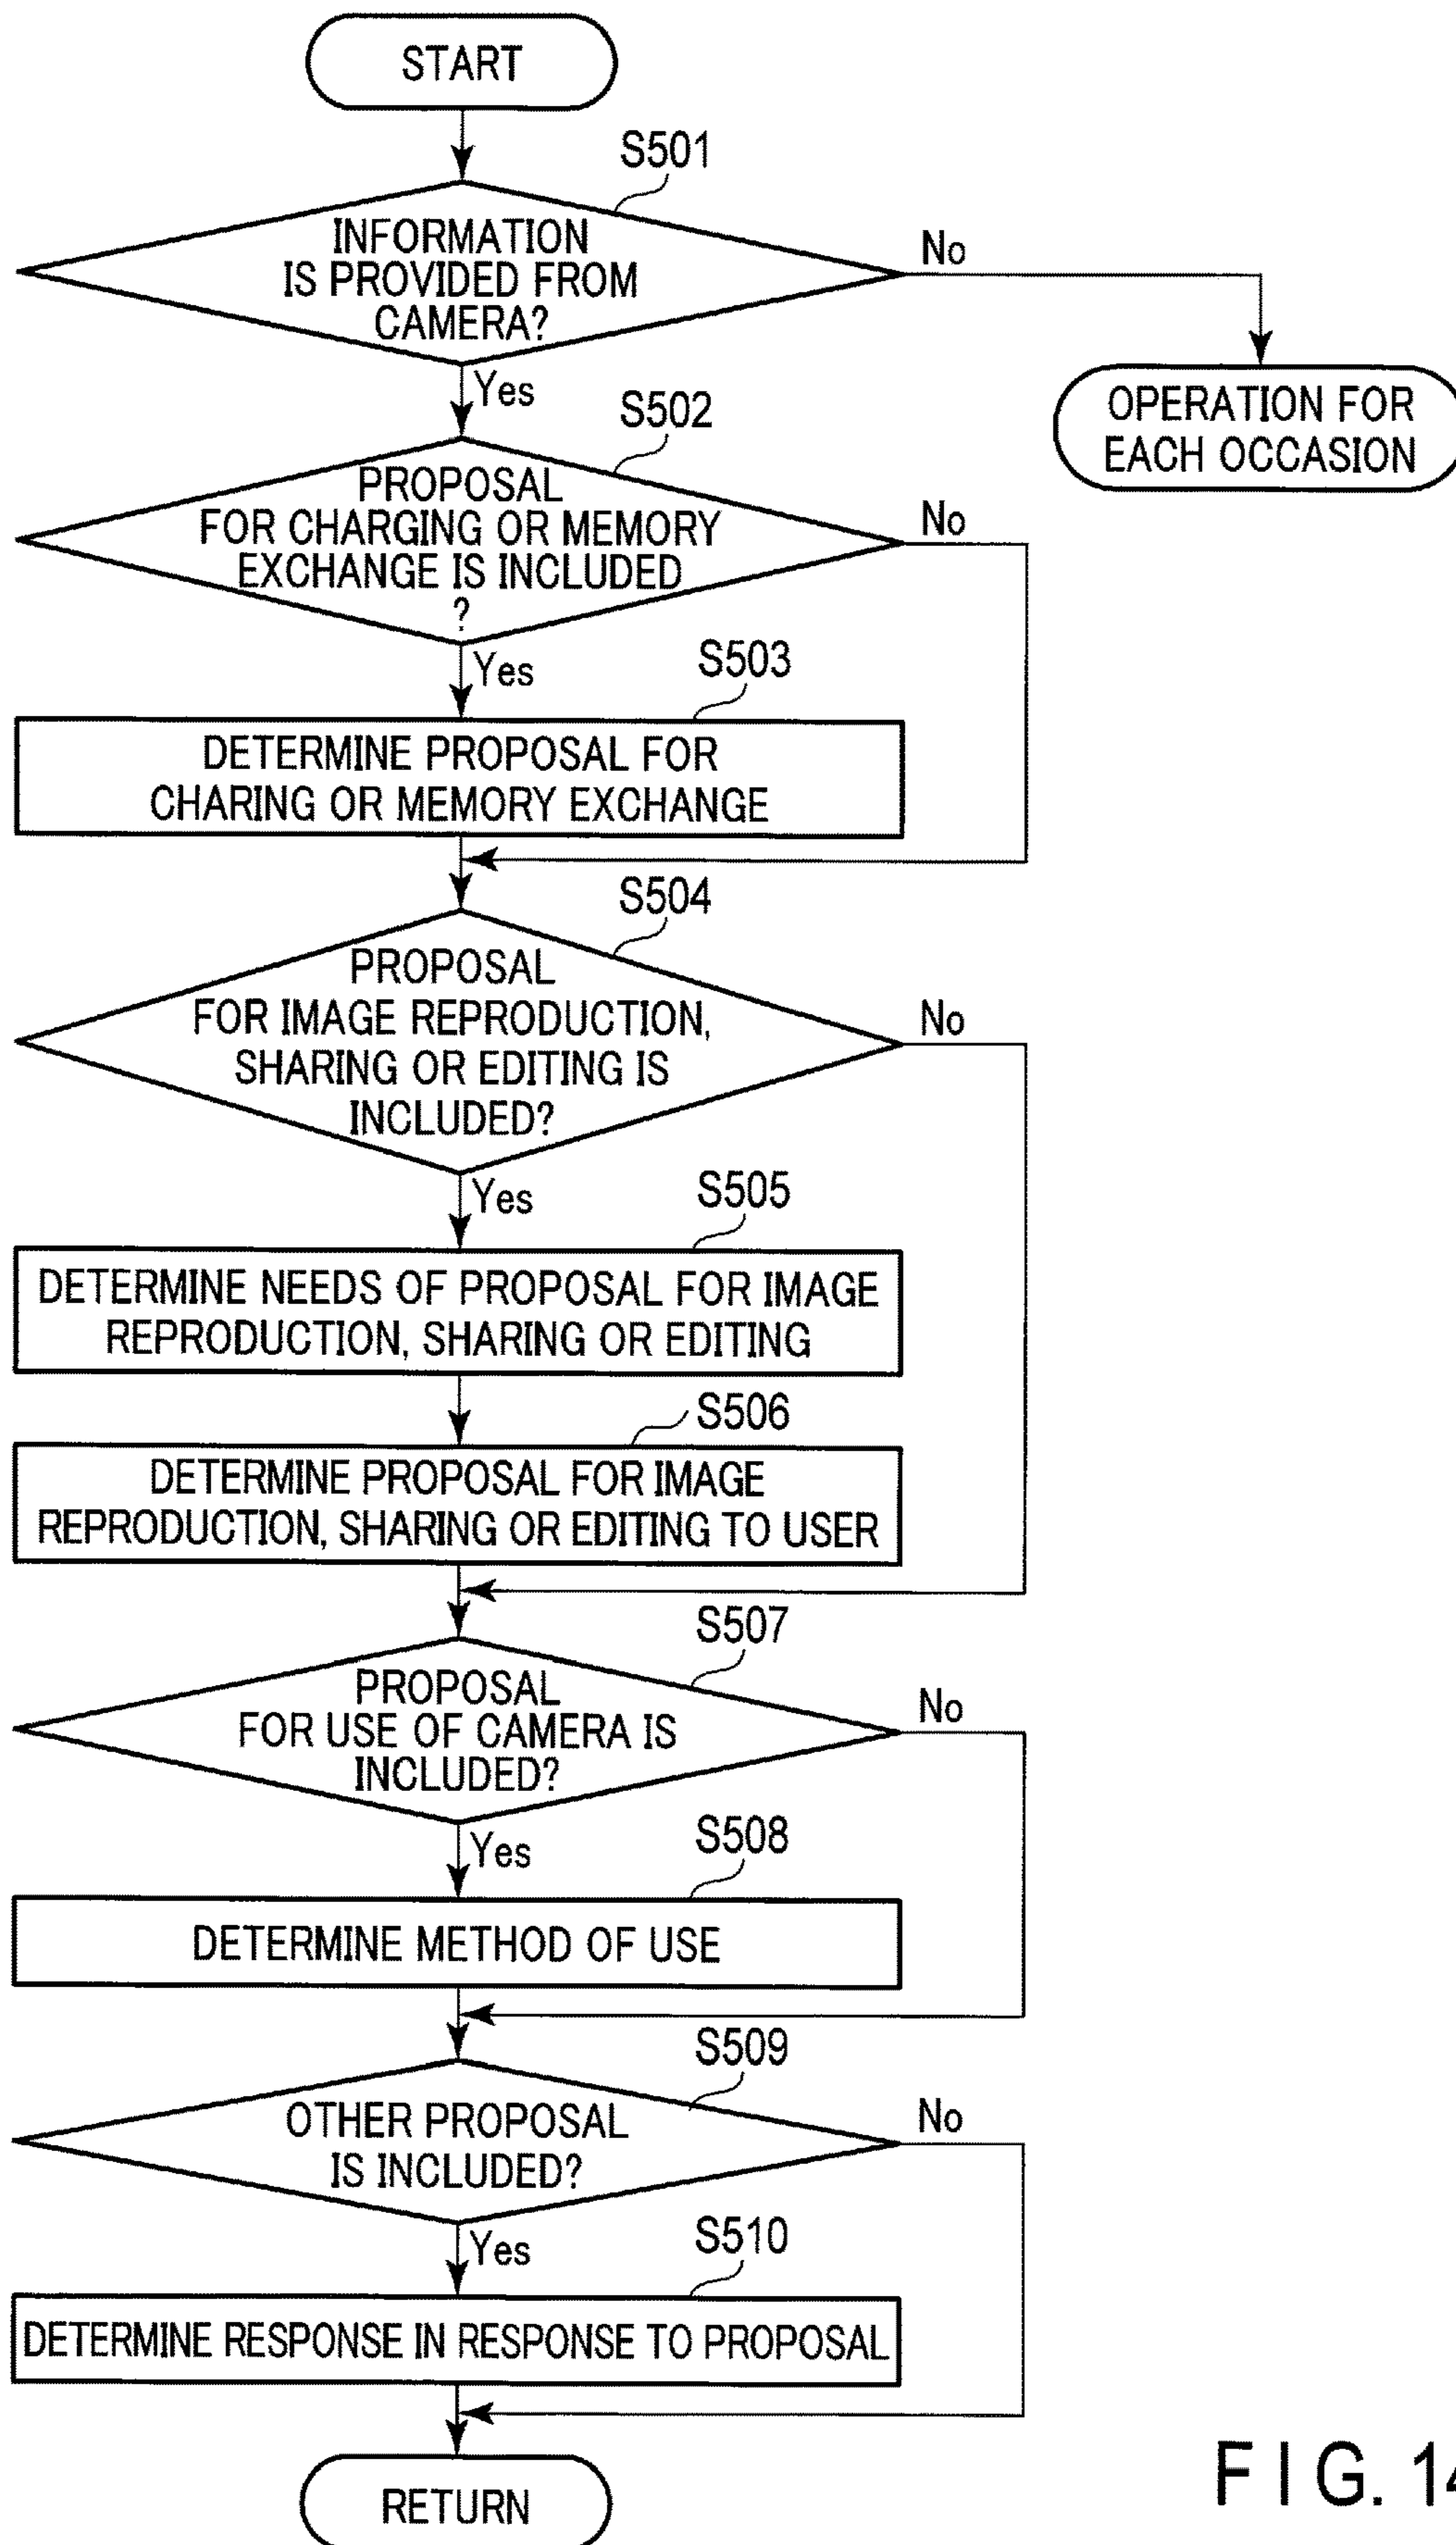 START
S501
INFORMATION
IS PROVIDED FROM
CAMERA?
No
OPERATION FOR
EACH OCCASION
Yes
S502
PROPOSAL
FOR CHARGING OR MEMORY
EXCHANGE IS INCLUDED
?
No
Yes
S503
DETERMINE PROPOSAL FOR
CHARING OR MEMORY EXCHANGE
S504
PROPOSAL
FOR IMAGE REPRODUCTION,
SHARING OR EDITING IS
INCLUDED?
No
Yes
S505
DETERMINE NEEDS OF PROPOSAL FOR IMAGE
REPRODUCTION, SHARING OR EDITING
S506
DETERMINE PROPOSAL FOR IMAGE
REPRODUCTION, SHARING OR EDITING TO USER
S507
PROPOSAL
FOR USE OF CAMERA IS
INCLUDED?
No
Yes
S508
DETERMINE METHOD OF USE
S509
OTHER PROPOSAL
IS INCLUDED?
No
Yes
S510
DETERMINE RESPONSE IN RESPONSE TO PROPOSAL
RETURN
FIG. 14